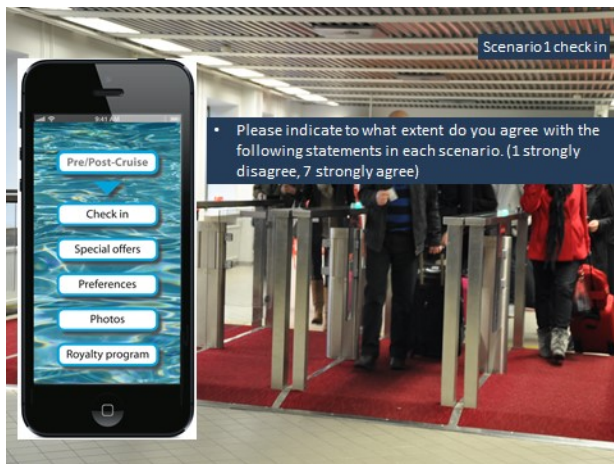 Scenario 1 check in
• Please indicate to what extent do you agree with the
following statements in each scenario. (1 strongly
disagree, 7 strongly agree)
9:41 AM
Pre/Post-Cruise
Check in
Special offers
Preferences
Photos
Royalty program